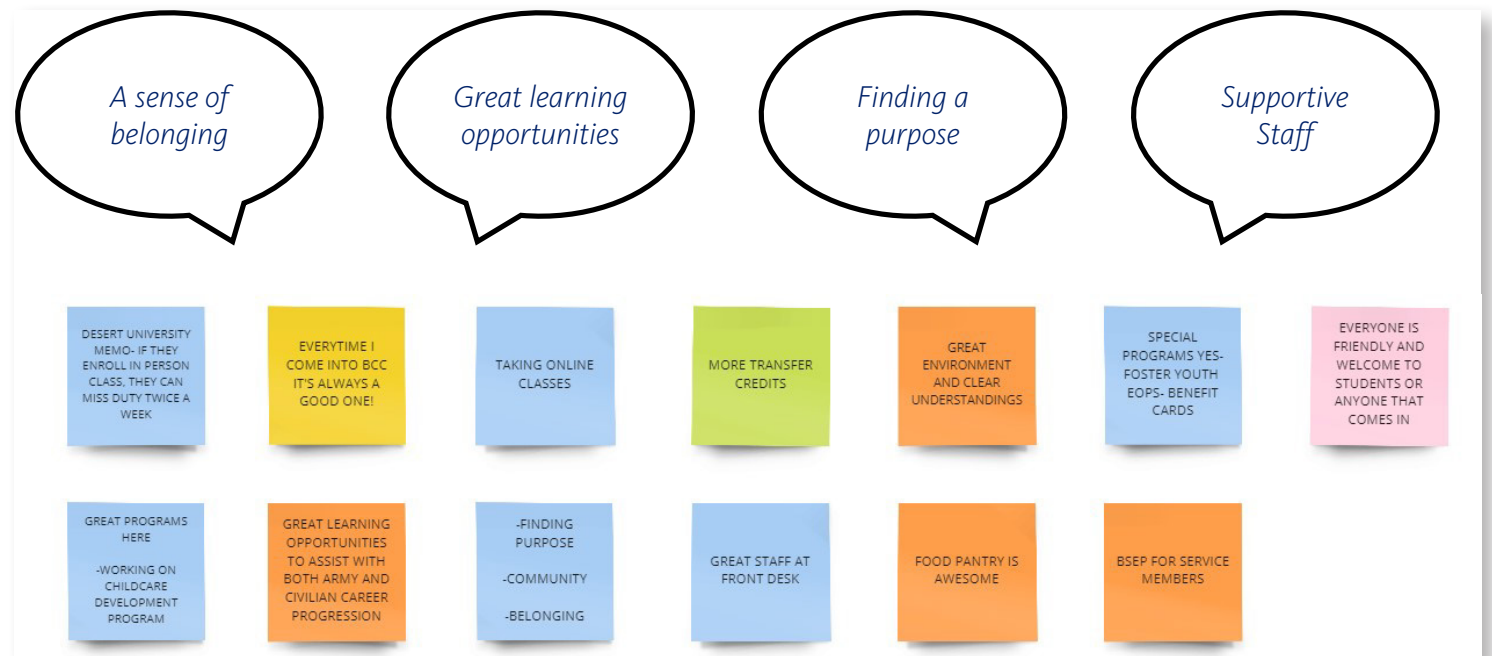 A sense of
belonging
Great learning
opportunities
Finding a
purpose
Supportive
Staff
DESERT UNIVERSITY
MEMO- IF THEY
ENROLL IN PERSON
CLASS, THEY CAN
MISS DUTY TWICE A
WEEK
EVERYTIME I
COME INTO BCC
IT'S ALWAYS A
GOOD ONE!
TAKING ONLINE
CLASSES
MORE TRANSFER
CREDITS
GREAT
ENVIRONMENT
AND CLEAR
UNDERSTANDINGS
SPECIAL
PROGRAMS YES-
FOSTER YOUTH
EOPS- BENEFIT
CARDS
EVERYONE IS
FRIENDLY AND
WELCOME TO
STUDENTS OR
ANYONE THAT
COMES IN
GREAT PROGRAMS
HERE
-WORKING ON
CHILDCARE
DEVELOPMENT
PROGRAM
GREAT LEARNING
OPPORTUNITIES
TO ASSIST WITH
BOTH ARMY AND
CIVILIAN CAREER
PROGRESSION
-FINDING
PURPOSE
-COMMUNITY
-BELONGING
GREAT STAFF AT
FRONT DESK
FOOD PANTRY IS
AWESOME
BSEP FOR SERVICE
MEMBERS